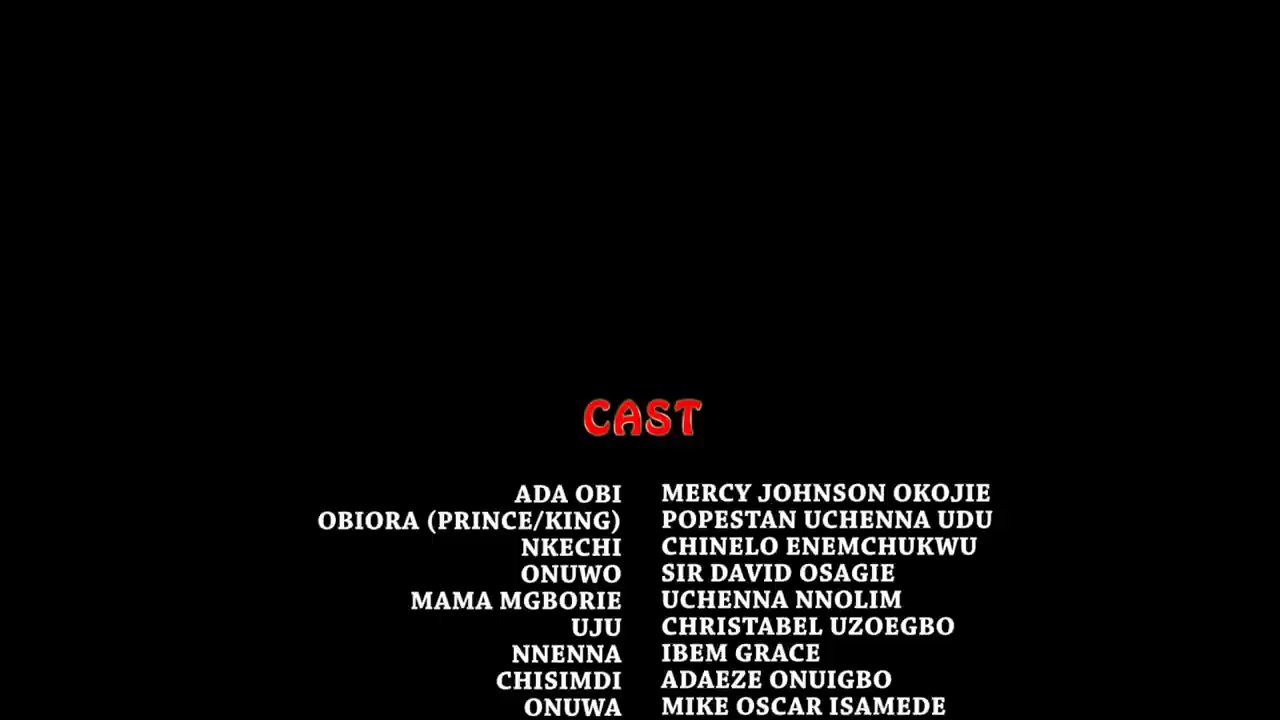 CAST
ADA OBI MERCY JOHNSON OKOJIE
OBIORA (PRINCE/KING) POPESTAN UCHENNA UDU
NKECHI CHINELO ENEMCHUKWU
ONUWO SIR DAVID OSAGIE
MAMA MGBORIE UCHENNA NNOLIM
UJU CHRISTABEL UZOEGBO
NNENNA IBEM GRACE
CHISIMDI ADAEZE ONUIGBO
ONUWA MIKE OSCAR ISAMEDE